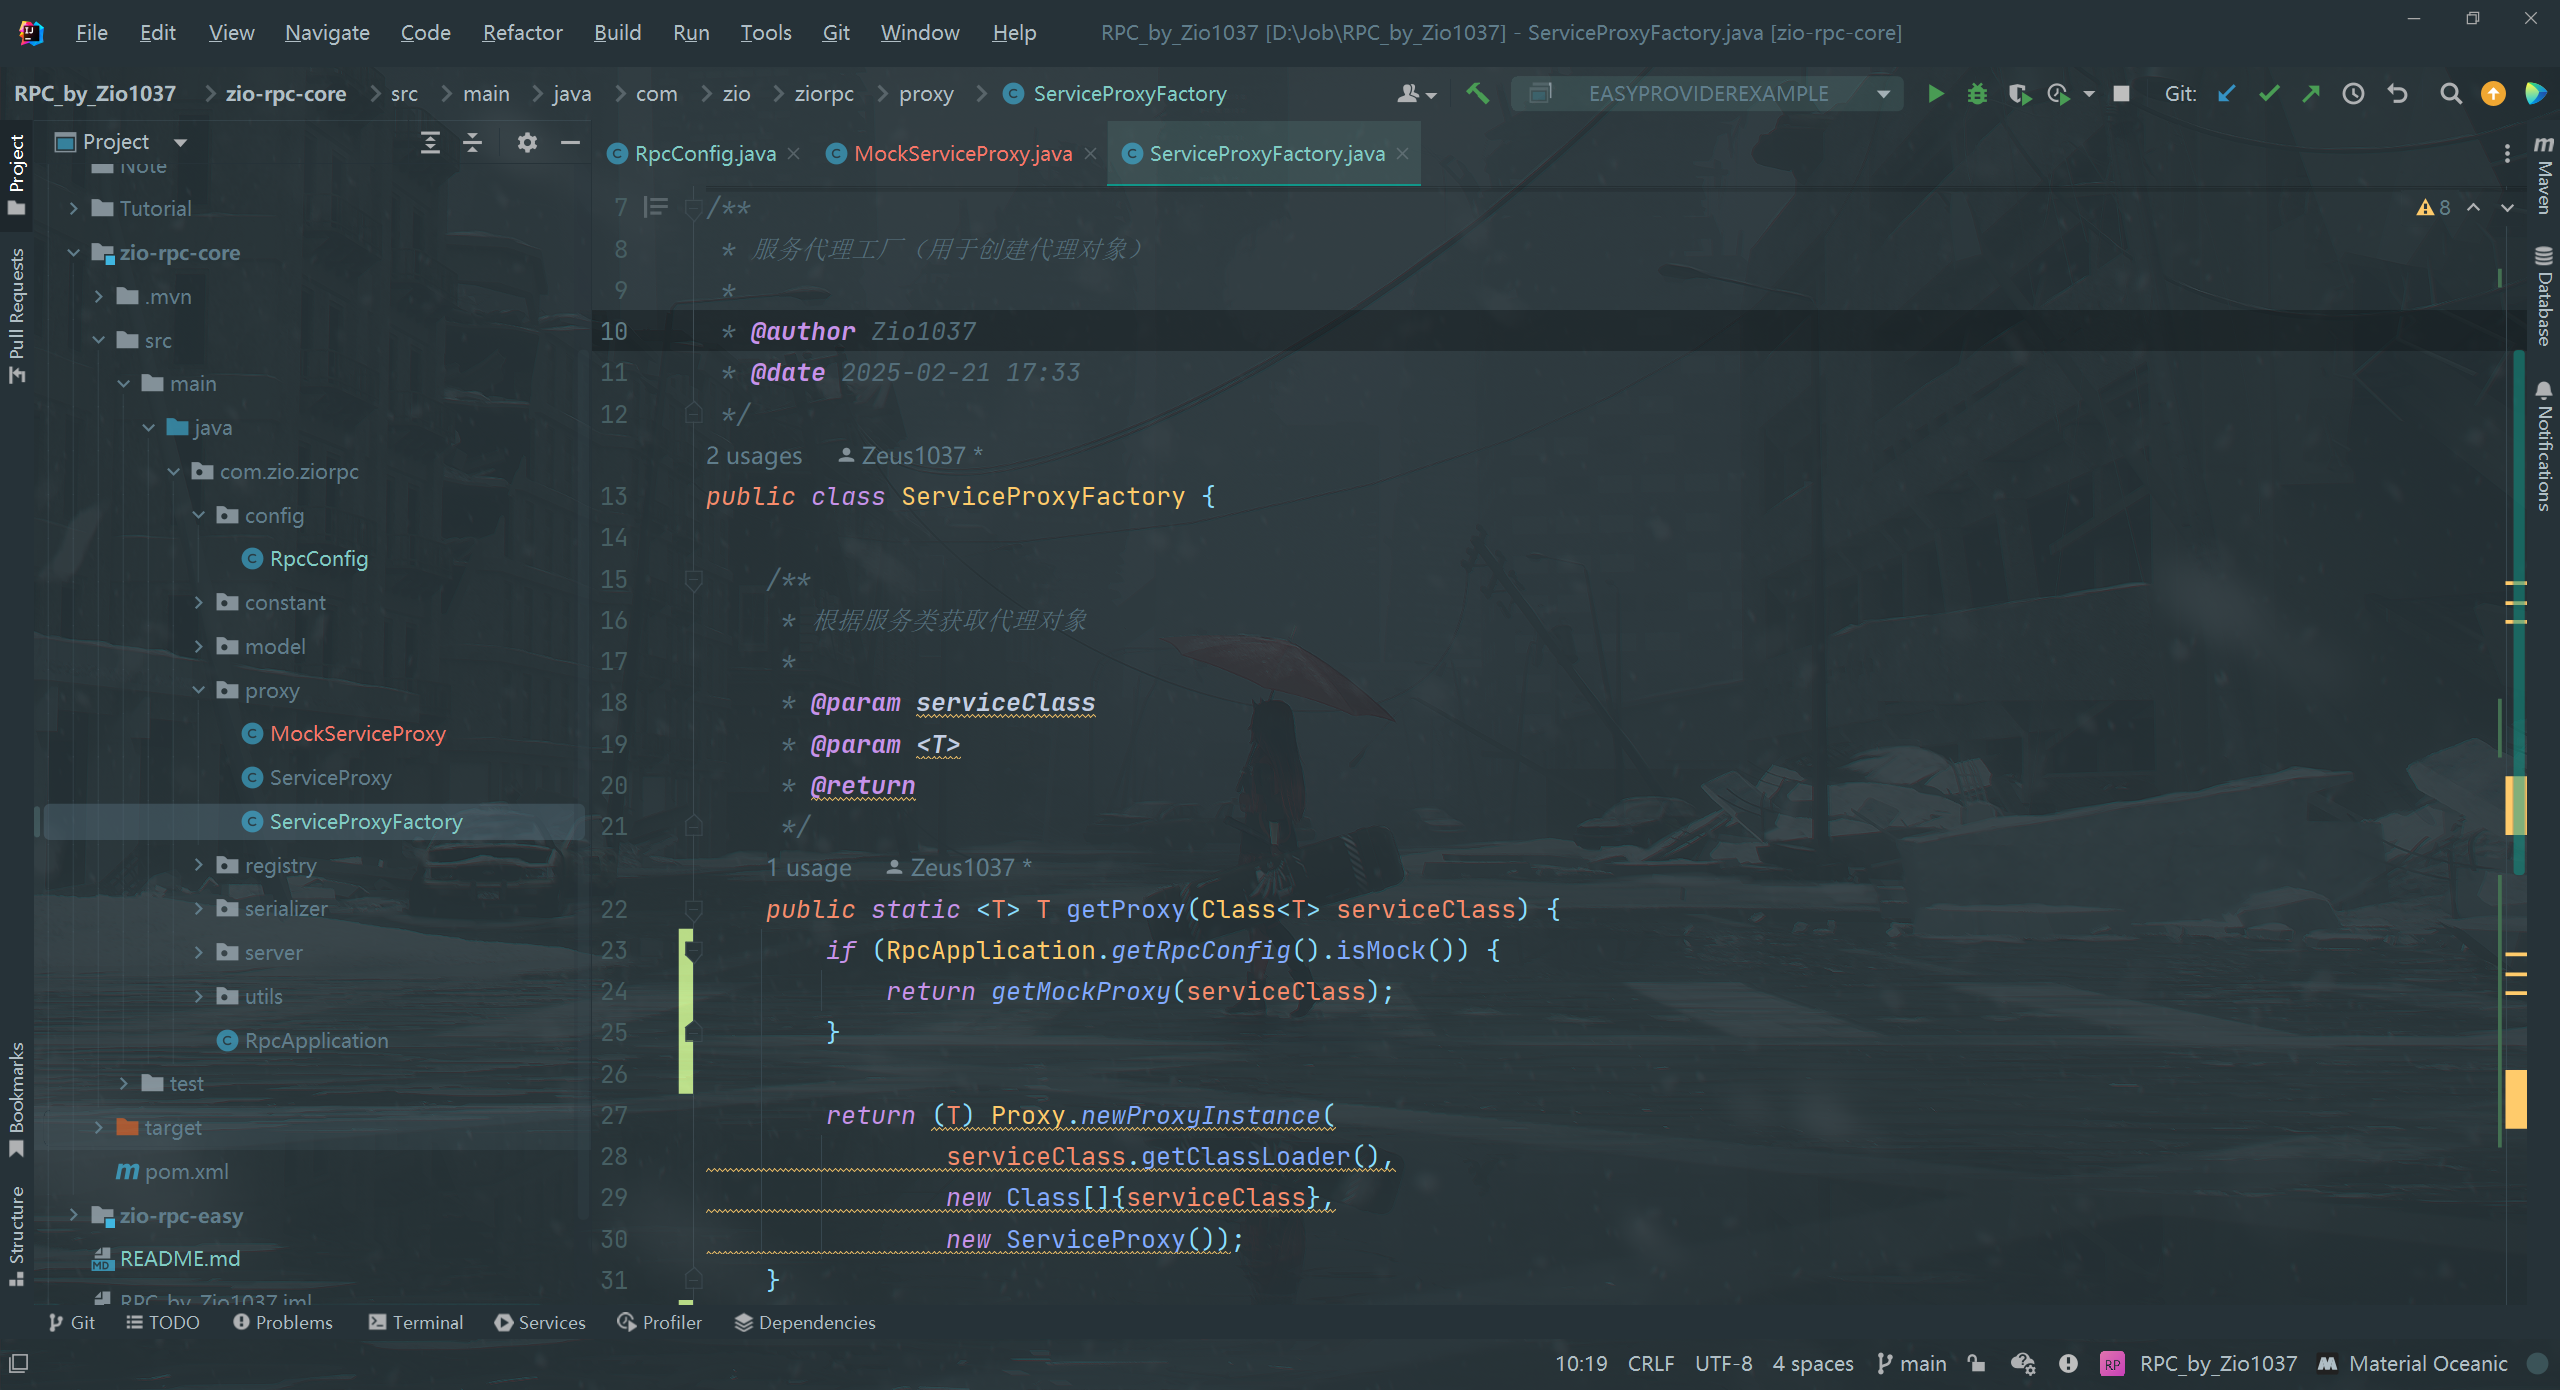 File Edit View Navigate Code Refactor Build Run Tools Git Window Help RPC_by_Zio1037 [D:\Job\RPC_by_Zio1037] - ServiceProxyFactory.java [zio-rpc-core]
RPC_by_Zio1037 zio-rpc-core src main java com zio ziorpc proxy ServiceProxyFactory EASYPROVIDEREXAMPLE Git:
Project
RpcConfig.java MockServiceProxy.java ServiceProxyFactory.java
Note
Tutorial
zio-rpc-core
.mvn
src
main
java
com.zio.ziorpc
config
RpcConfig
constant
model
proxy
MockServiceProxy
ServiceProxy
ServiceProxyFactory
registry
serializer
server
utils
RpcApplication
test
target
pom.xml
zio-rpc-easy
README.md
RPC_by_Zio1037.iml
Project
Pull Requests
Bookmarks
Structure
8
7 /**
8 * 服务代理工厂（用于创建代理对象）
9 *
10 * @author Zio1037
11 * @date 2025-02-21 17:33
12 */
2 usages Zeus1037 *
13 public class ServiceProxyFactory {
14
15 /**
16 * 根据服务类获取代理对象
17 *
18 * @param serviceClass
19 * @param <T>
20 * @return
21 */
1 usage Zeus1037 *
22 public static <T> T getProxy(Class<T> serviceClass) {
23 if (RpcApplication.getRpcConfig().isMock()) {
24 return getMockProxy(serviceClass);
25 }
26
27 return (T) Proxy.newProxyInstance(
28 serviceClass.getClassLoader(),
29 new Class[]{serviceClass},
30 new ServiceProxy());
31 }
Maven
Database
Notifications
Git TODO Problems Terminal Services Profiler Dependencies
10:19 CRLF UTF-8 4 spaces main RP RPC_by_Zio1037 Material Oceanic